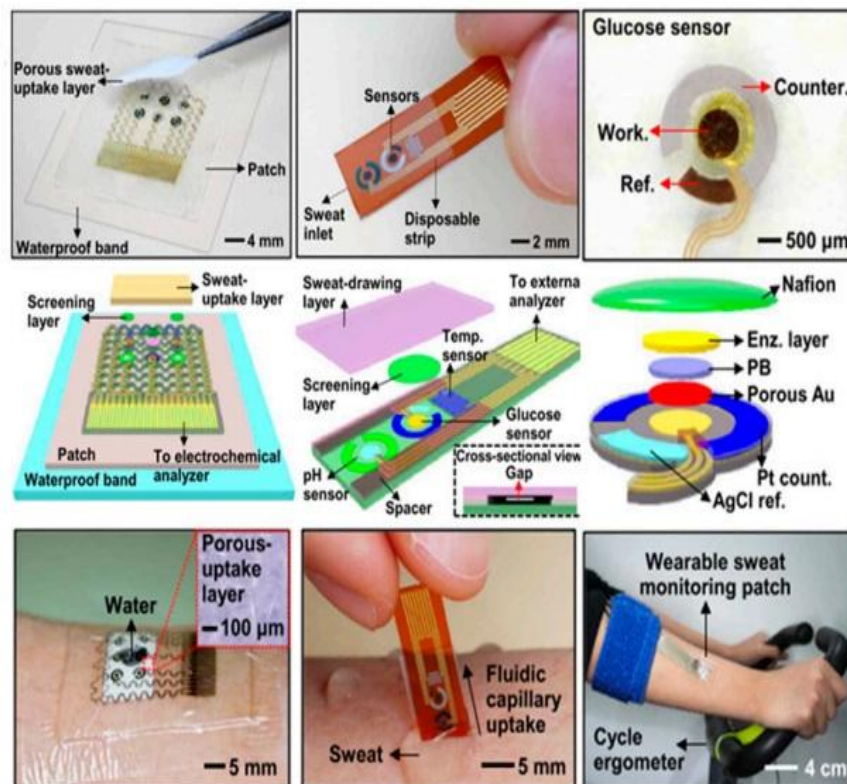 Porous sweat-
uptake layer
Patch
Waterproof band
4 mm
Sensors
Sweat
inlet
Disposable
strip
2 mm
Glucose sensor
Counter.
Work.
Ref.
500 μm
Sweat-
uptake layer
Screening
layer
To electrochemical
analyzer
Patch
Waterproof band
Sweat-drawing
layer
To external
analyzer
Temp.
sensor
Screening
layer
Glucose
sensor
pH
sensor
Spacer
Cross-sectional view
Gap
Nafion
Enz. layer
PB
Porous Au
Pt count.
AgCl ref.
Porous-
uptake
layer
100 μm
Water
5 mm
Fluidic
capillary
uptake
Sweat
5 mm
Wearable sweat
monitoring patch
Cycle
ergometer
4 cm